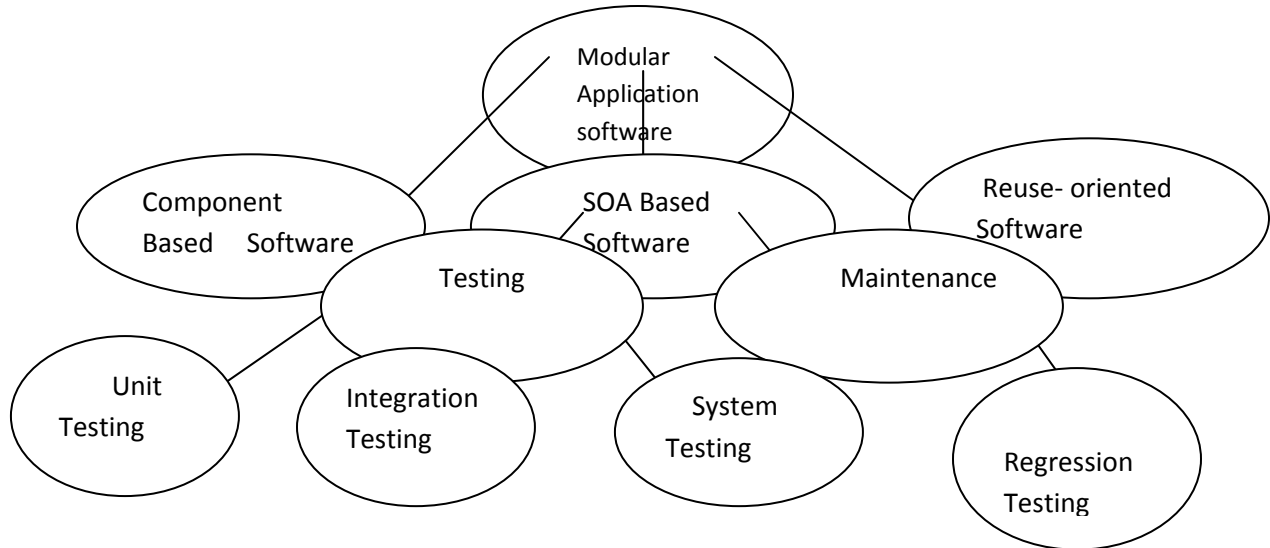 Modular
Application
software
Component
Based Software
SOA Based
Software
Reuse- oriented
Software
Testing
Maintenance
Unit
Testing
Integration
Testing
System
Testing
Regression
Testing